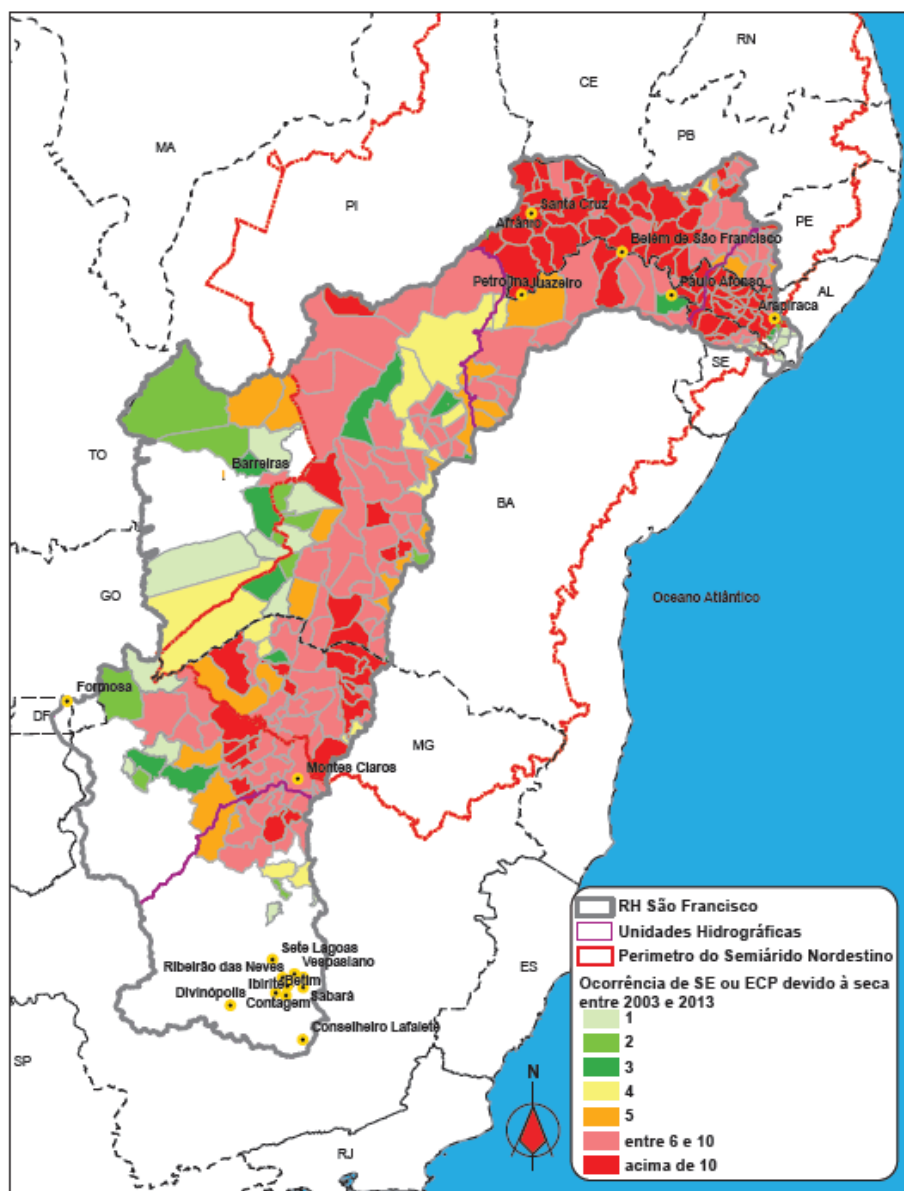 RN
CE
PB
MA
PI
Santa Cruz
Afrânio
PE
Belém de São Francisco
Petrolina
Juazeiro
Paulo Afonso
AL
Arapiraca
SE
TO
Barreiras
BA
GO
Oceano Atlântico
Formosa
DF
MG
Montes Claros
RH São Francisco
Unidades Hidrográficas
Perimetro do Semiárido Nordestino
Ocorrência de SE ou ECP devido à seca
entre 2003 e 2013
1
2
3
4
5
entre 6 e 10
acima de 10
Sete Lagoas
Vespasiano
Ribeirão das Neves
Ibirité
Betim
Divinópolis
Contagem
Sabará
Conselheiro Lafaiete
ES
SP
N
RJ